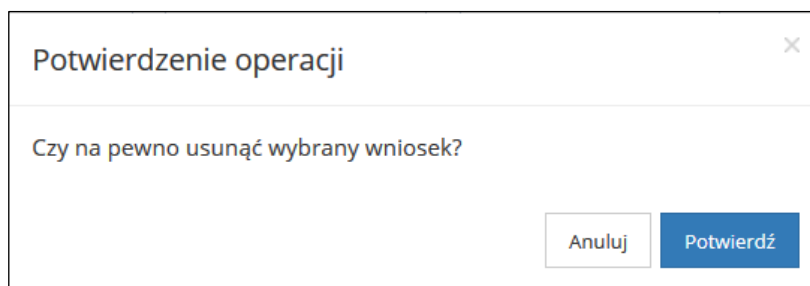 Potwierdzenie operacji
Czy na pewno usunąć wybrany wniosek?
Anuluj Potwierdź